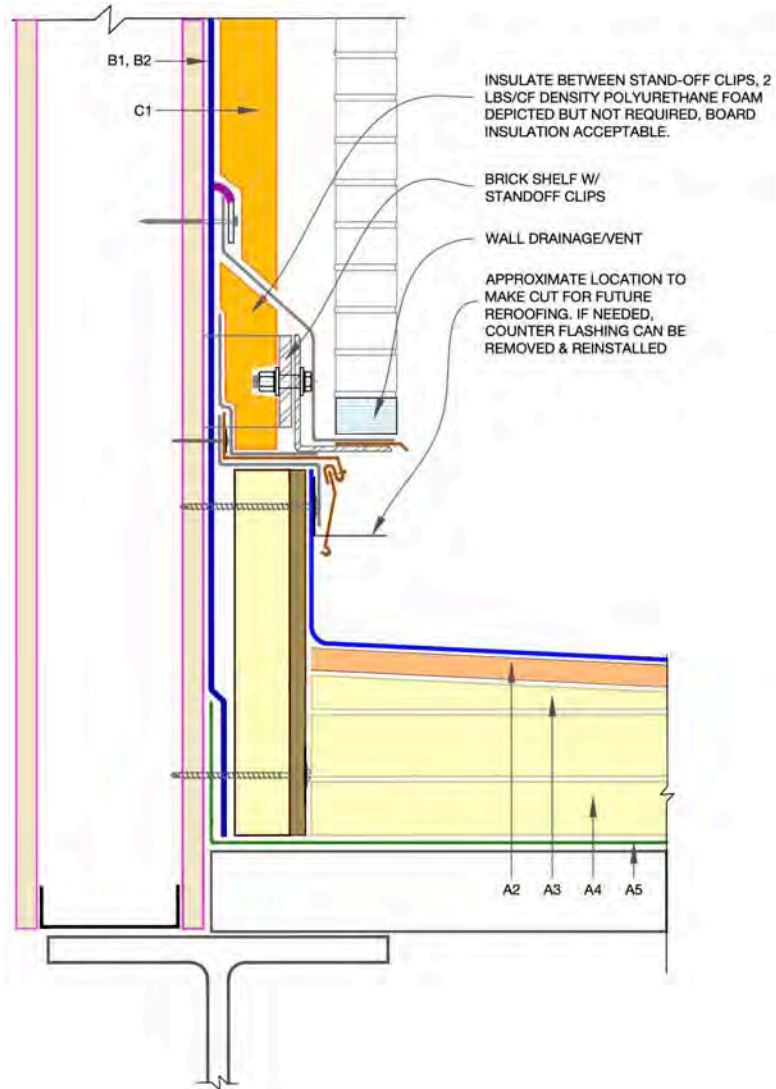 B1, B2
C1
INSULATE BETWEEN STAND-OFF CLIPS, 2
LBS/CF DENSITY POLYURETHANE FOAM
DEPICTED BUT NOT REQUIRED, BOARD
INSULATION ACCEPTABLE.
BRICK SHELF W/
STANDOFF CLIPS
WALL DRAINAGE/VENT
APPROXIMATE LOCATION TO
MAKE CUT FOR FUTURE
REROOFING. IF NEEDED,
COUNTER FLASHING CAN BE
REMOVED & REINSTALLED
A2 A3 A4 A5